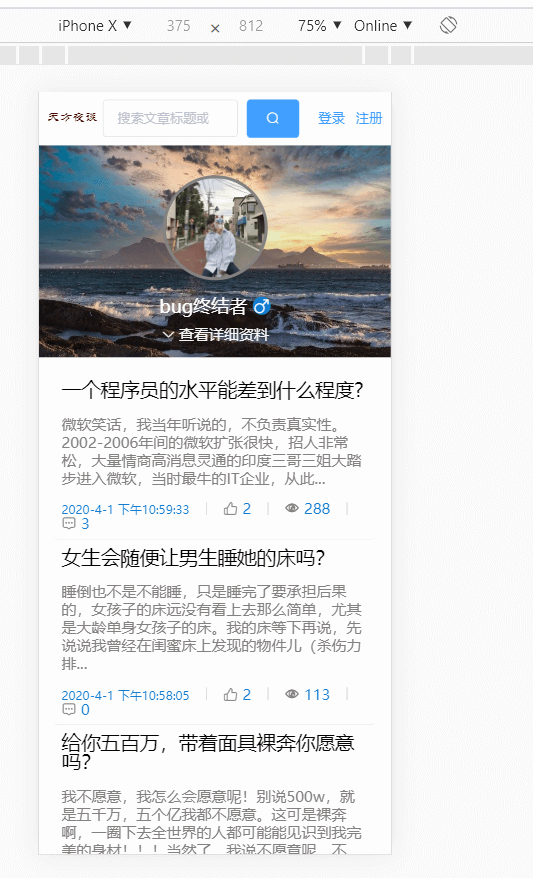 iPhone X ▼ 375 × 812 75% ▼ Online ▼
天方夜谈 搜索文章标题或 登录 注册
bug终结者
查看详细资料
一个程序员的水平能差到什么程度?
微软笑话，我当年听说的，不负责真实性。
2002-2006年间的微软扩张很快，招人非常
松，大量情商高消息灵通的印度三哥三姐大踏
步进入微软，当时最牛的IT企业，从此...
2020-4-1 下午10:59:33 2 288
3
女生会随便让男生睡她的床吗?
睡倒也不是不能睡，只是睡完了要承担后果
的，女孩子的床远没有看上去那么简单，尤其
是大龄单身女孩子的床。我的床等下再说，先
说说我曾经在闺蜜床上发现的物件儿（杀伤力
排...
2020-4-1 下午10:58:05 2 113
0
给你五百万，带着面具裸奔你愿意
吗?
我不愿意，我怎么会愿意呢！别说500w，就
是五千万，五个亿我都不愿意。这可是裸奔
啊，一圈下去全世界的人都可能能见识到我完
美的身材！！！当然了，我说不愿意呢，不